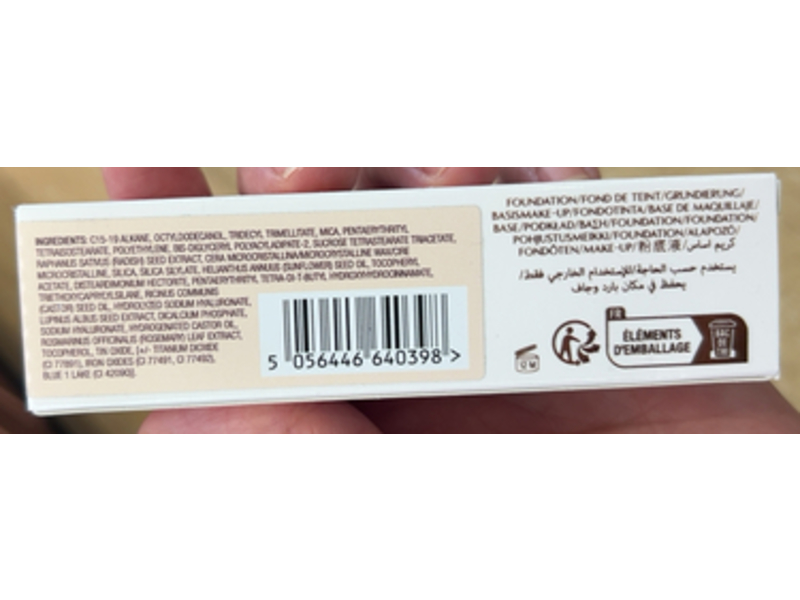 INGREDIENTS: C15-19 ALKANE, OCTYLDODECANOL, TRIDECYL TRIMELLITATE, MICA, PENTAERYTHRITYL
TETRAISOSTEARATE, POLYETHYLENE, BIS-DIGLYCERYL POLYACYLADIPATE-2, SUCROSE TETRASTEARATE TRIACETATE,
RAPHANUS SATIVUS (RADISH) SEED EXTRACT, CERA MICROCRISTALLINA/MICROCRYSTALLINE WAX/CIRE
MICROCRISTALLINE, SILICA, SILICA SILYLATE, HELIANTHUS ANNUUS (SUNFLOWER) SEED OIL, TOCOPHERYL
ACETATE, DISTEARDIMONIUM HECTORITE, PENTAERYTHRITYL TETRA-DI-T-BUTYL HYDROXYHYDROCINNAMATE,
TRIETHOXYCAPRYLYLSILANE, RICINUS COMMUNIS
(CASTOR) SEED OIL, HYDROLYZED SODIUM HYALURONATE,
LUPINUS ALBUS SEED EXTRACT, DICALCIUM PHOSPHATE,
SODIUM HYALURONATE, HYDROGENATED CASTOR OIL,
ROSMARINUS OFFICINALIS (ROSEMARY) LEAF EXTRACT,
TOCOPHEROL, TIN OXIDE, [+/- TITANIUM DIOXIDE
(CI 77891), IRON OXIDES (CI 77491, CI 77492),
BLUE 1 LAKE (CI 42090)].
5 056446 640398 >
FOUNDATION/FOND DE TEINT/GRUNDIERUNG/
BASISMAKE-UP/FONDOTINTA/BASE DE MAQUILLAJE/
BASE/PODKŁAD/ΒΑΣΗ/FOUNDATION/FOUNDATION/
POHJUSTUSMEIKKI/FOUNDATION/ALAPOZÓ/
FONDÖTEN/MAKE-UP/粉底液/كريم اساس
يستخدم حسب الحاجة/للإستخدام الخارجي فقط/
يحفظ في مكان بارد وجاف
12 M
FR
ÉLÉMENTS
D'EMBALLAGE
BAC
DE
TRI